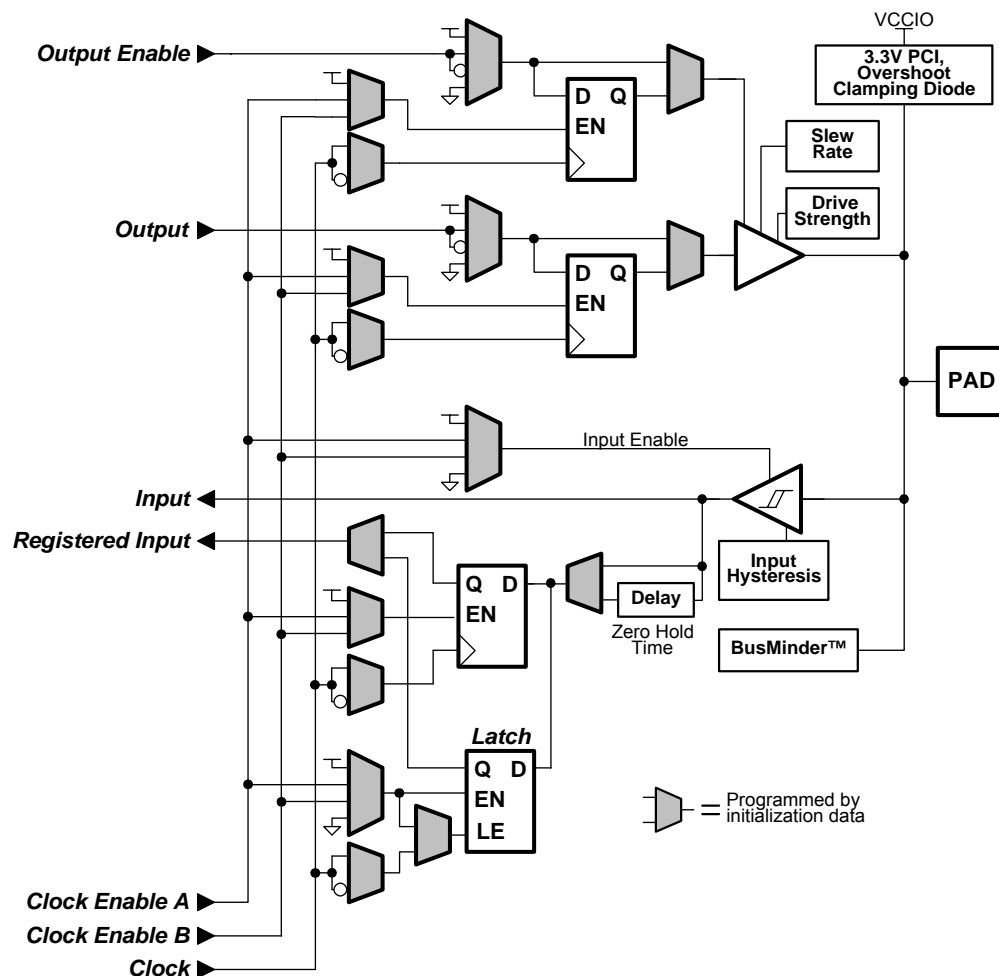 VCCIO
Output Enable
3.3V PCI,
Overshoot
Clamping Diode
D Q
EN
Slew
Rate
Drive
Strength
Output
D Q
EN
PAD
Input Enable
Input
Registered Input
Input
Hysteresis
Q D
EN
Delay
Zero Hold
Time
BusMinder™
Latch
Q D
EN
LE
= Programmed by
initialization data
Clock Enable A
Clock Enable B
Clock